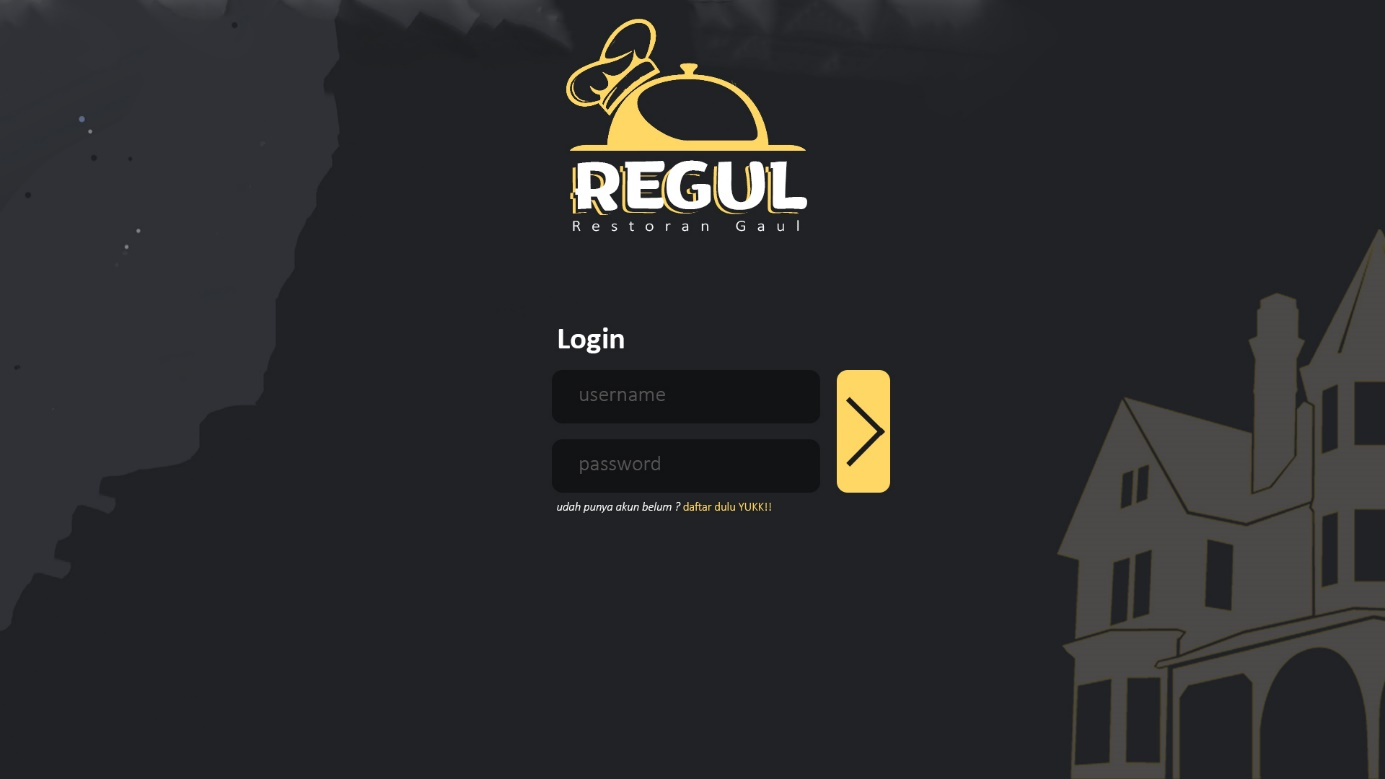 REGUL
Restoran Gaul
Login
username
password
udah punya akun belum ? daftar dulu YUKK!!